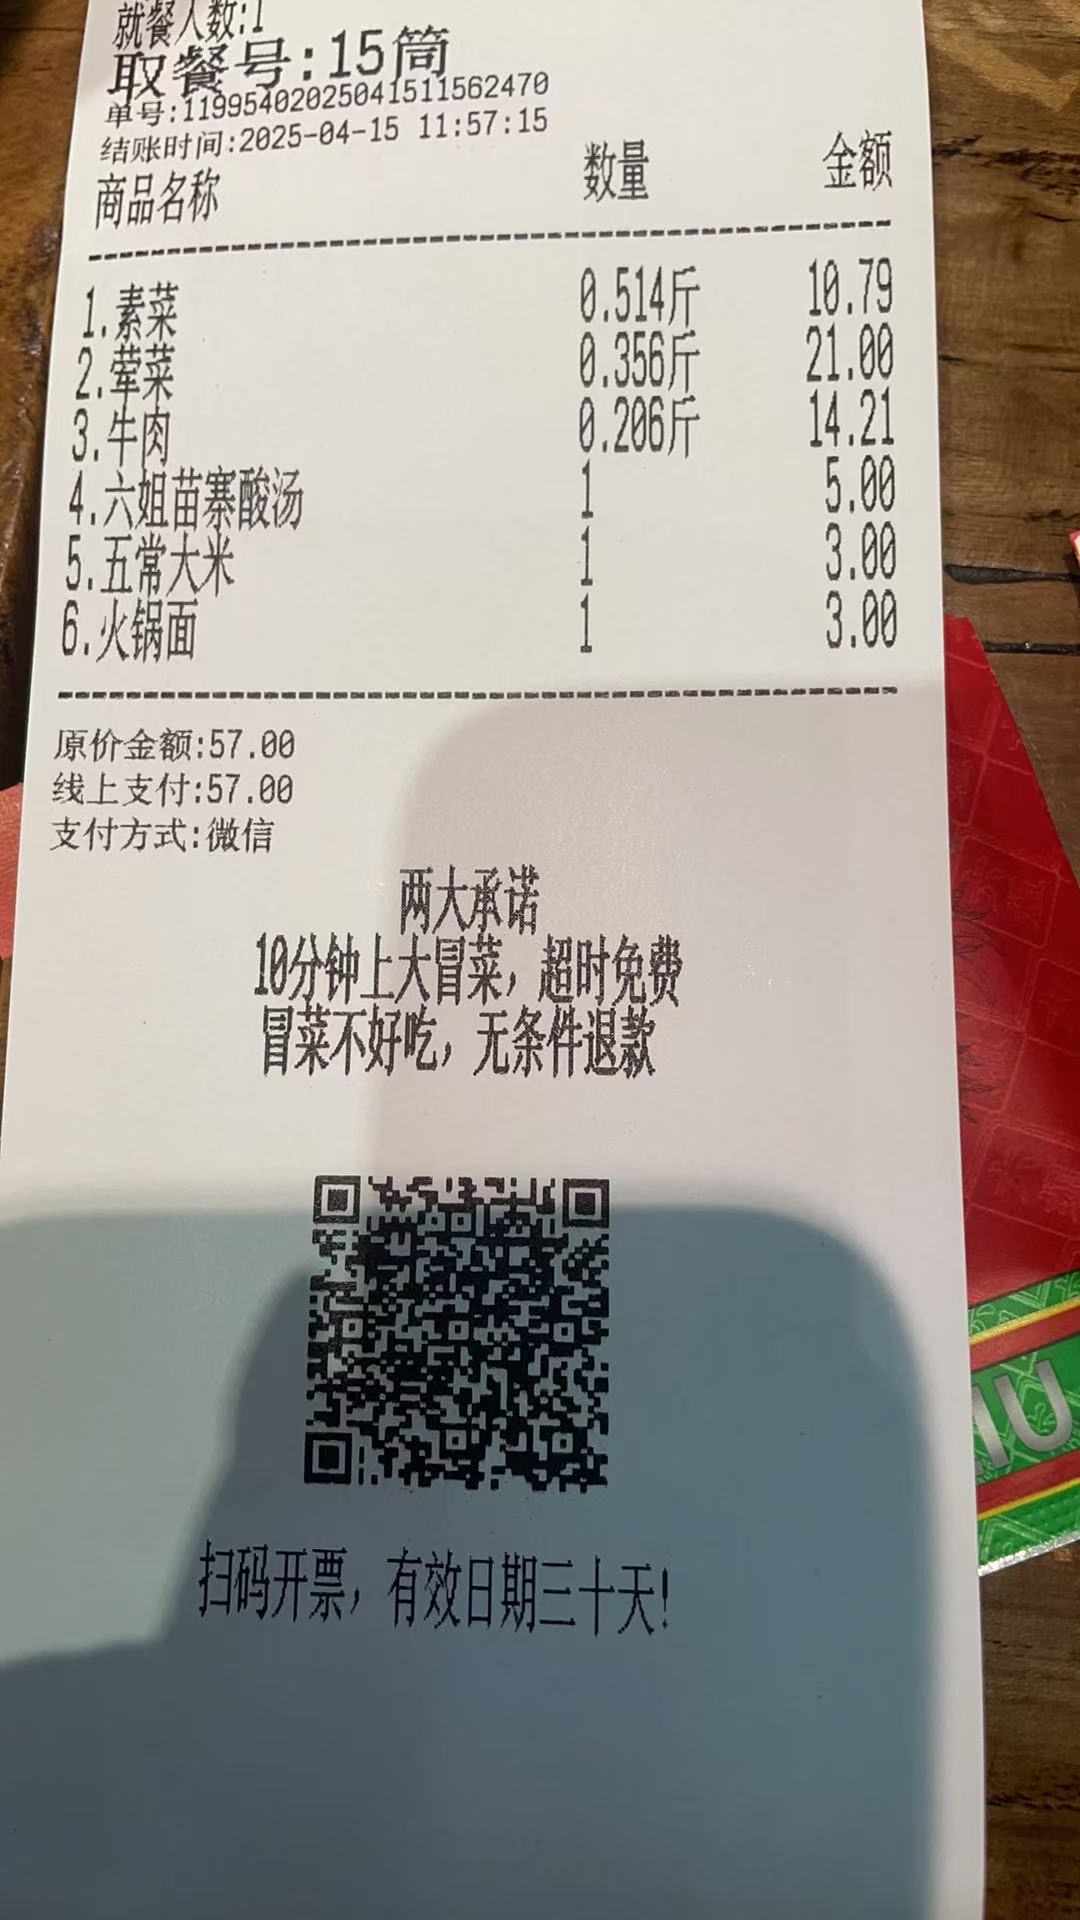 就餐人数:1
取餐号:15筒
单号:11995402025041511562470
结账时间:2025-04-15 11:57:15
商品名称 数量 金额
1.素菜 0.514斤 10.79
2.荤菜 0.356斤 21.00
3.牛肉 0.206斤 14.21
4.六姐苗寨酸汤 1 5.00
5.五常大米 1 3.00
6.火锅面 1 3.00
原价金额:57.00
线上支付:57.00
支付方式:微信
两大承诺
10分钟上大冒菜，超时免费
冒菜不好吃，无条件退款
扫码开票，有效日期三十天!
IU